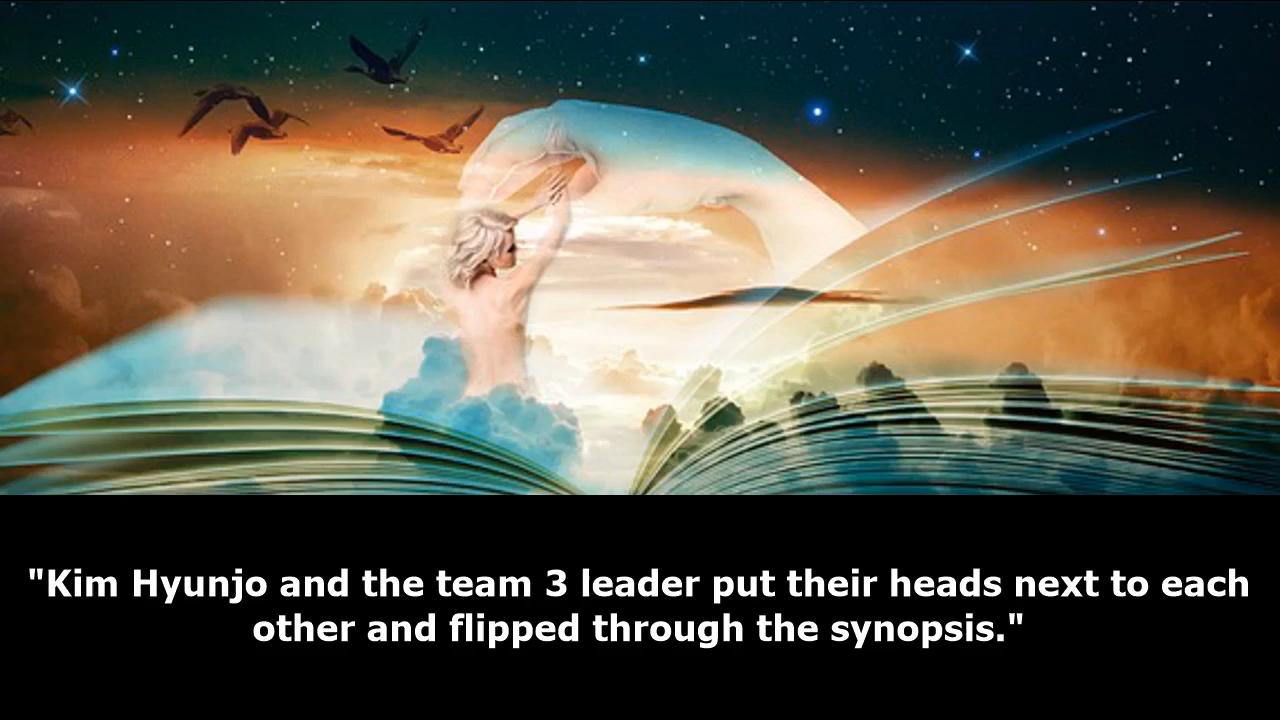 "Kim Hyunjo and the team 3 leader put their heads next to each
other and flipped through the synopsis."